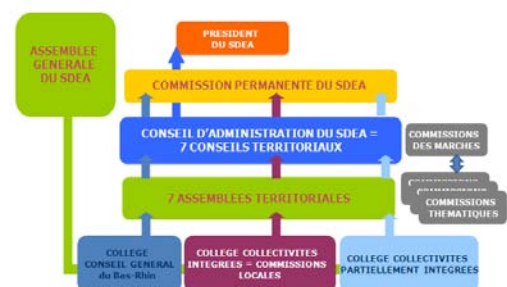 ASSEMBLEE
GENERALE
DU SDEA
PRESIDENT
DU SDEA
COMMISSION PERMANENTE DU SDEA
CONSEIL D'ADMINISTRATION DU SDEA =
7 CONSEILS TERRITORIAUX
COMMISSIONS
DES MARCHES
7 ASSEMBLEES TERRITORIALES
COMMISSIONS
THEMATIQUES
COLLEGE
CONSEIL GENERAL
du Bas-Rhin
COLLEGE COLLECTIVITES
INTEGREES = COMMISSIONS
LOCALES
COLLEGE COLLECTIVITES
PARTIELLEMENT INTEGREES